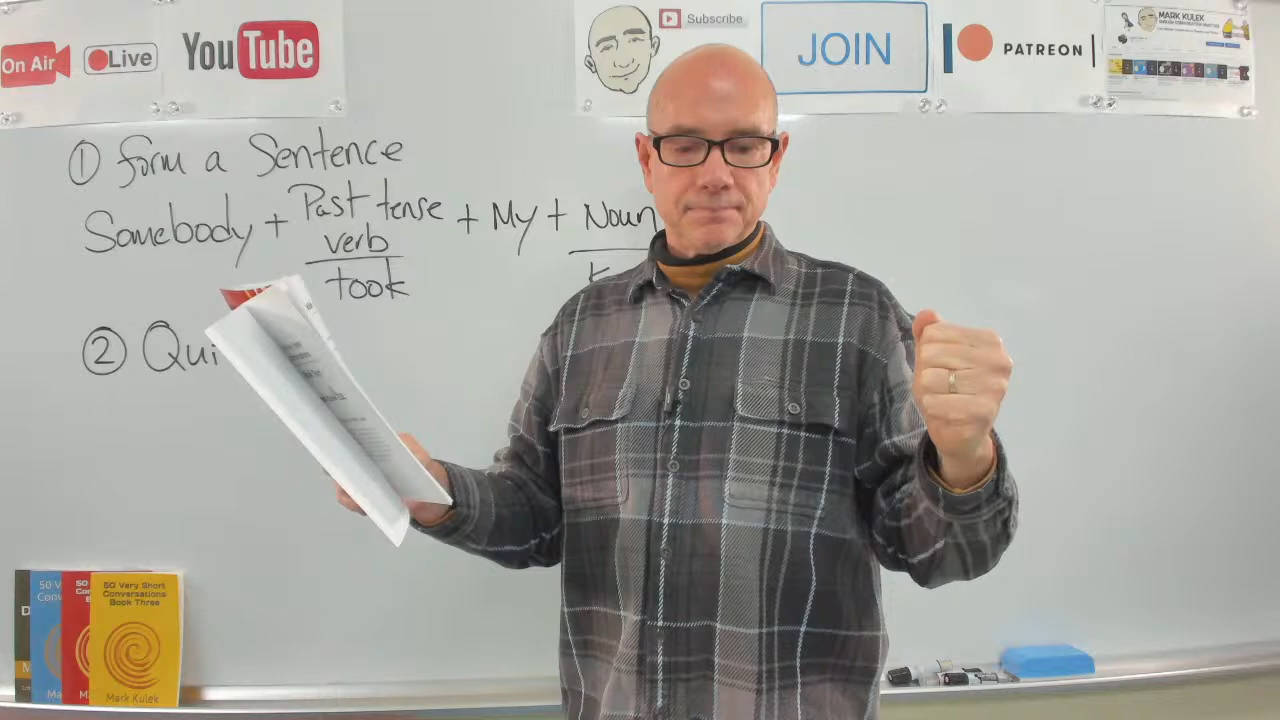 On Air
Live
YouTube
Subscribe
JOIN
PATREON
MARK KULEK
① form a Sentence
Somebody + Past tense verb + My + Noun
took
②
50 Very Short
Conversations
Book Three
Mark Kulek